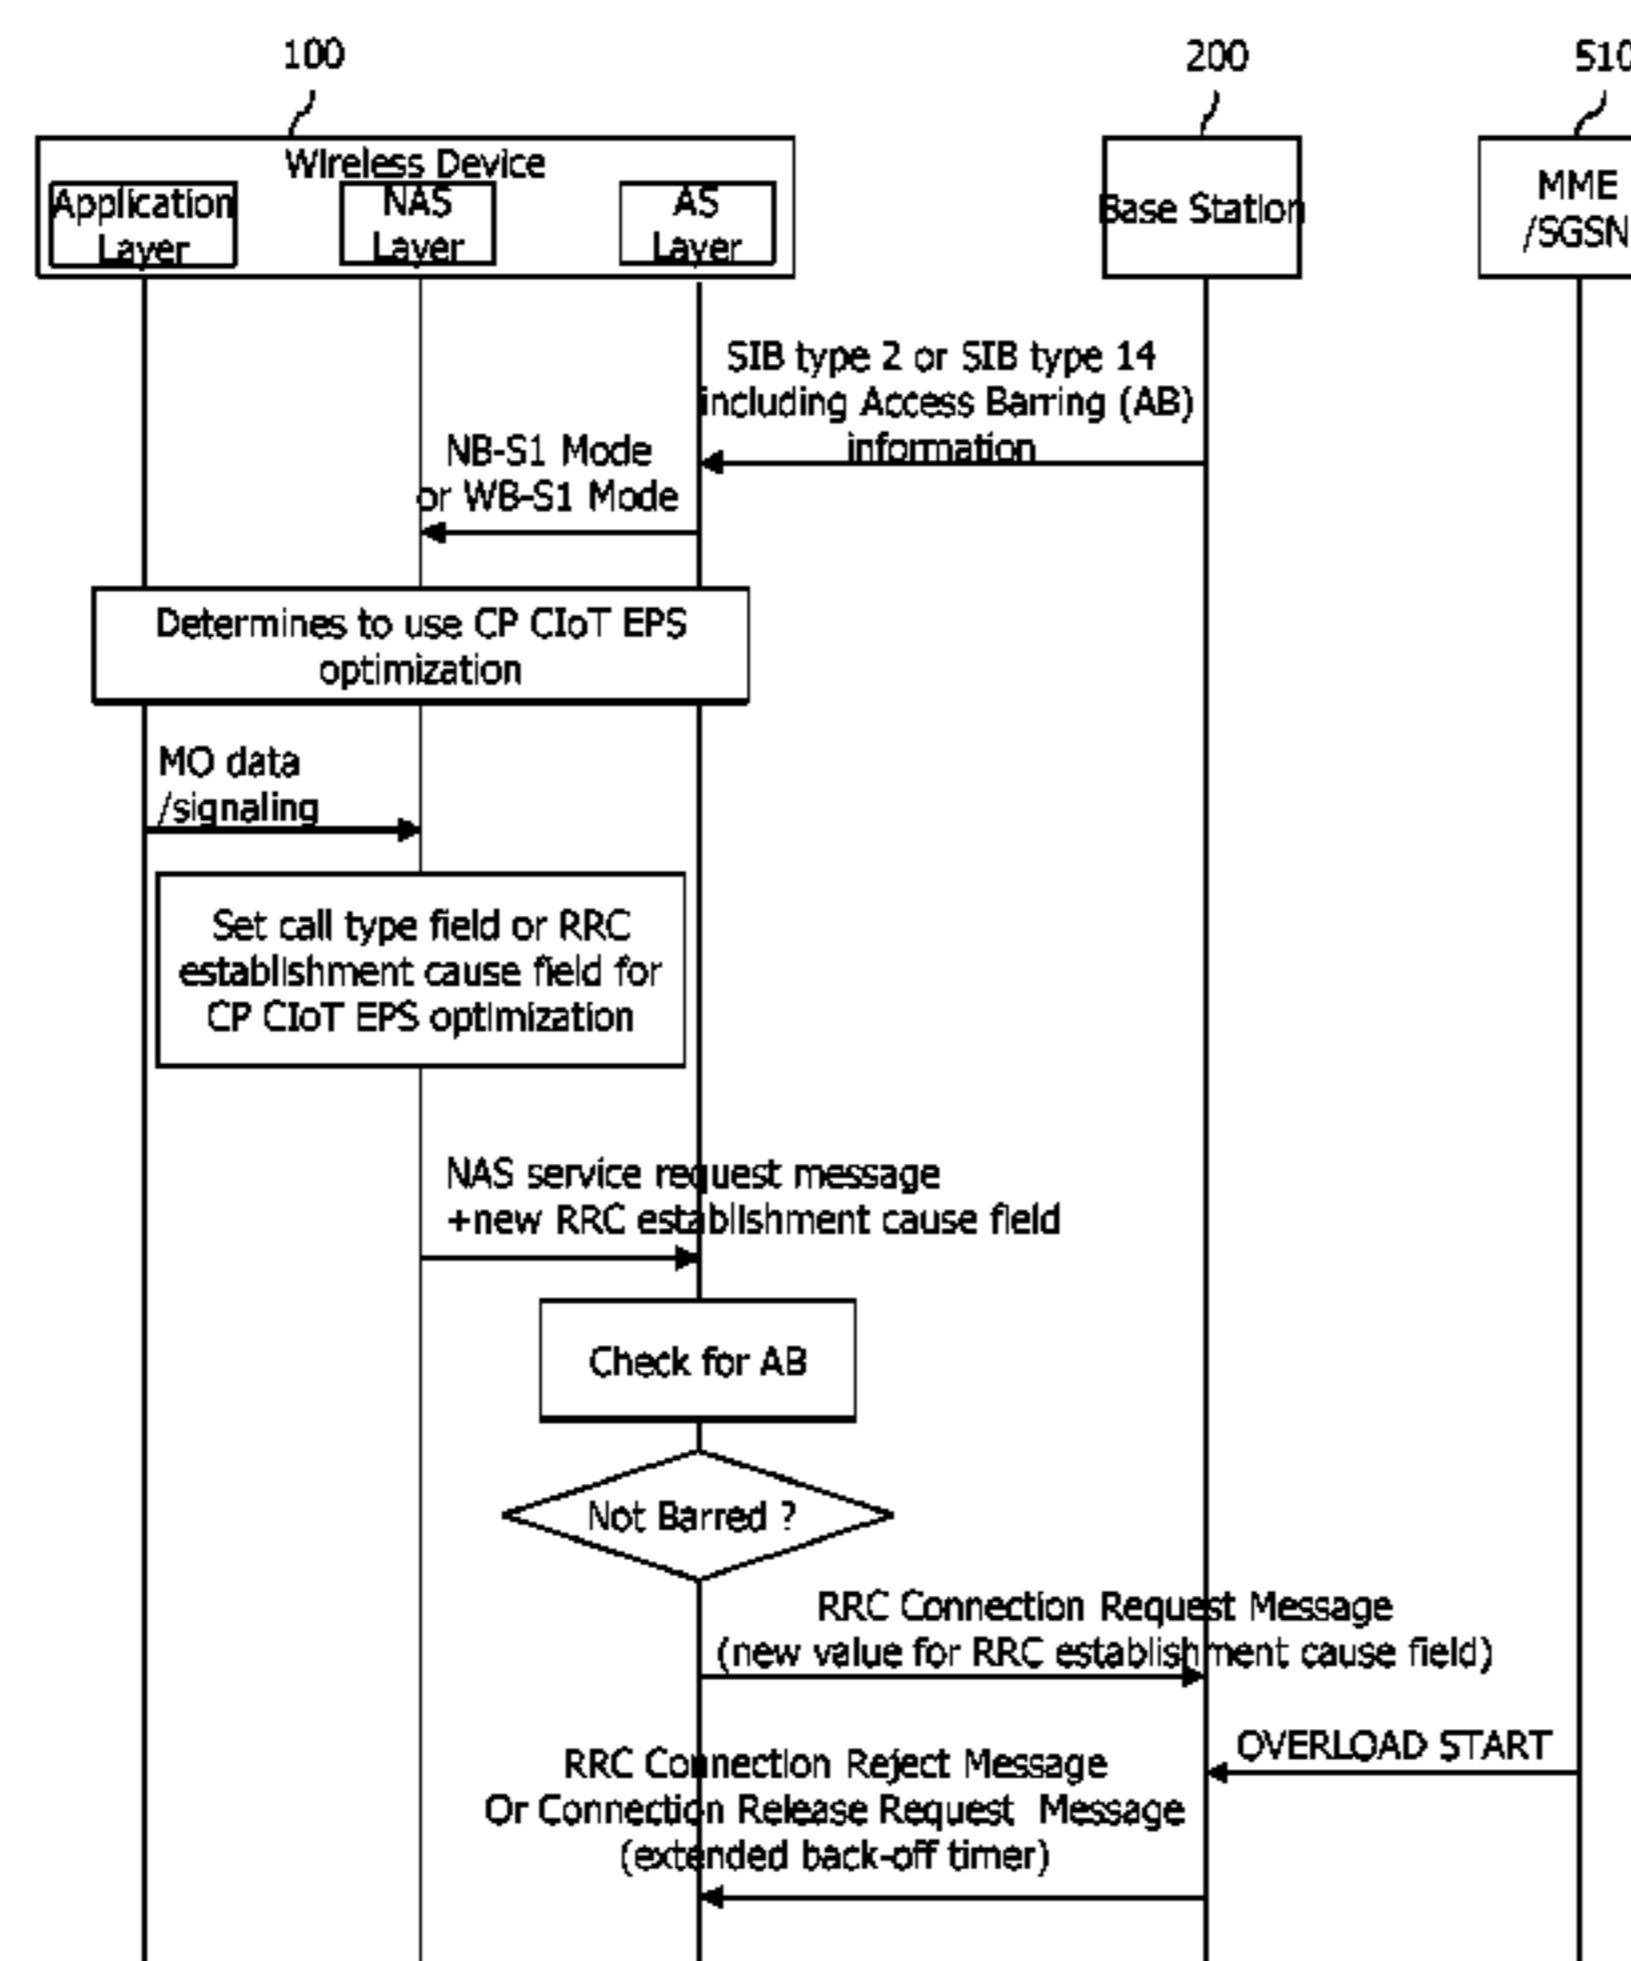 100
200
510
Wireless Device
Application
Layer
NAS
Layer
AS
Layer
Base Station
MME
/SGSN
SIB type 2 or SIB type 14
including Access Barring (AB)
information
NB-S1 Mode
or WB-S1 Mode
Determines to use CP CIoT EPS
optimization
MO data
/signaling
Set call type field or RRC
establishment cause field for
CP CIoT EPS optimization
NAS service request message
+new RRC establishment cause field
Check for AB
Not Barred ?
RRC Connection Request Message
(new value for RRC establishment cause field)
OVERLOAD START
RRC Connection Reject Message
Or Connection Release Request Message
(extended back-off timer)